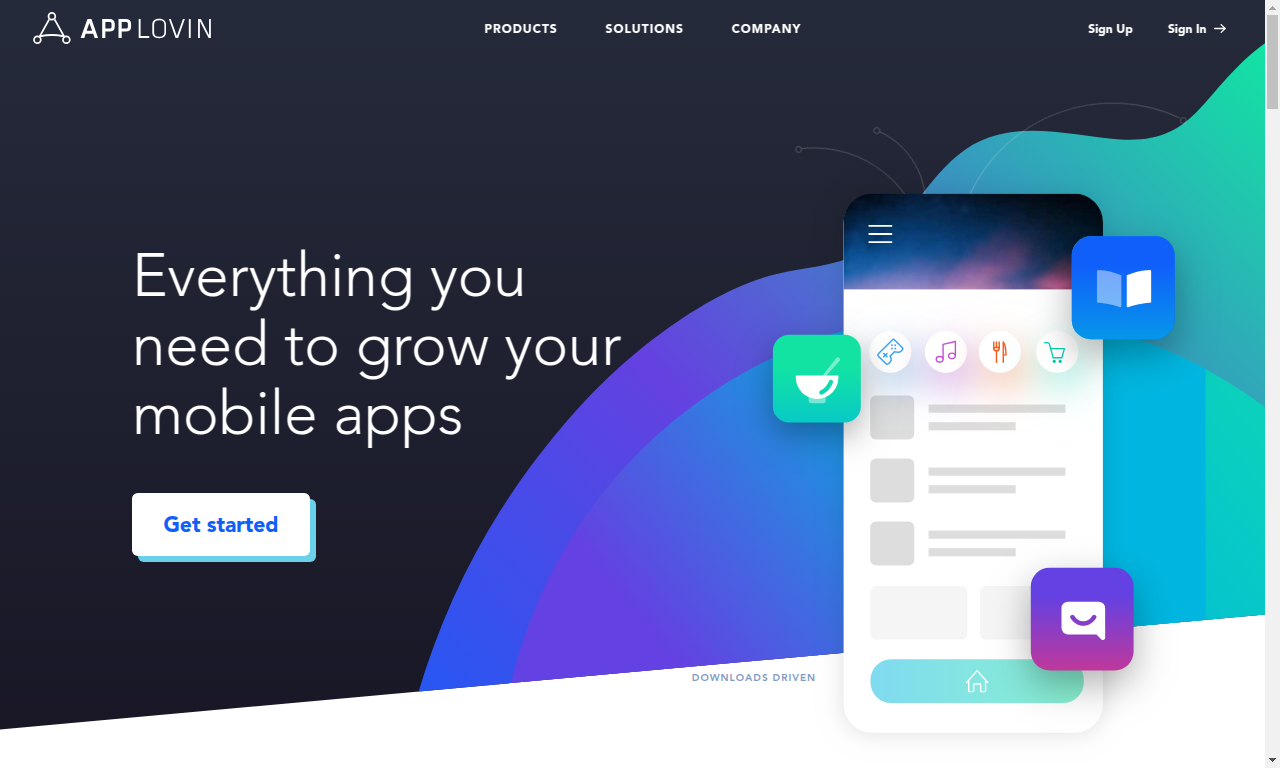 APPLOVIN
PRODUCTS
SOLUTIONS
COMPANY
Sign Up
Sign In
Everything you
need to grow your
mobile apps
Get started
DOWNLOADS DRIVEN